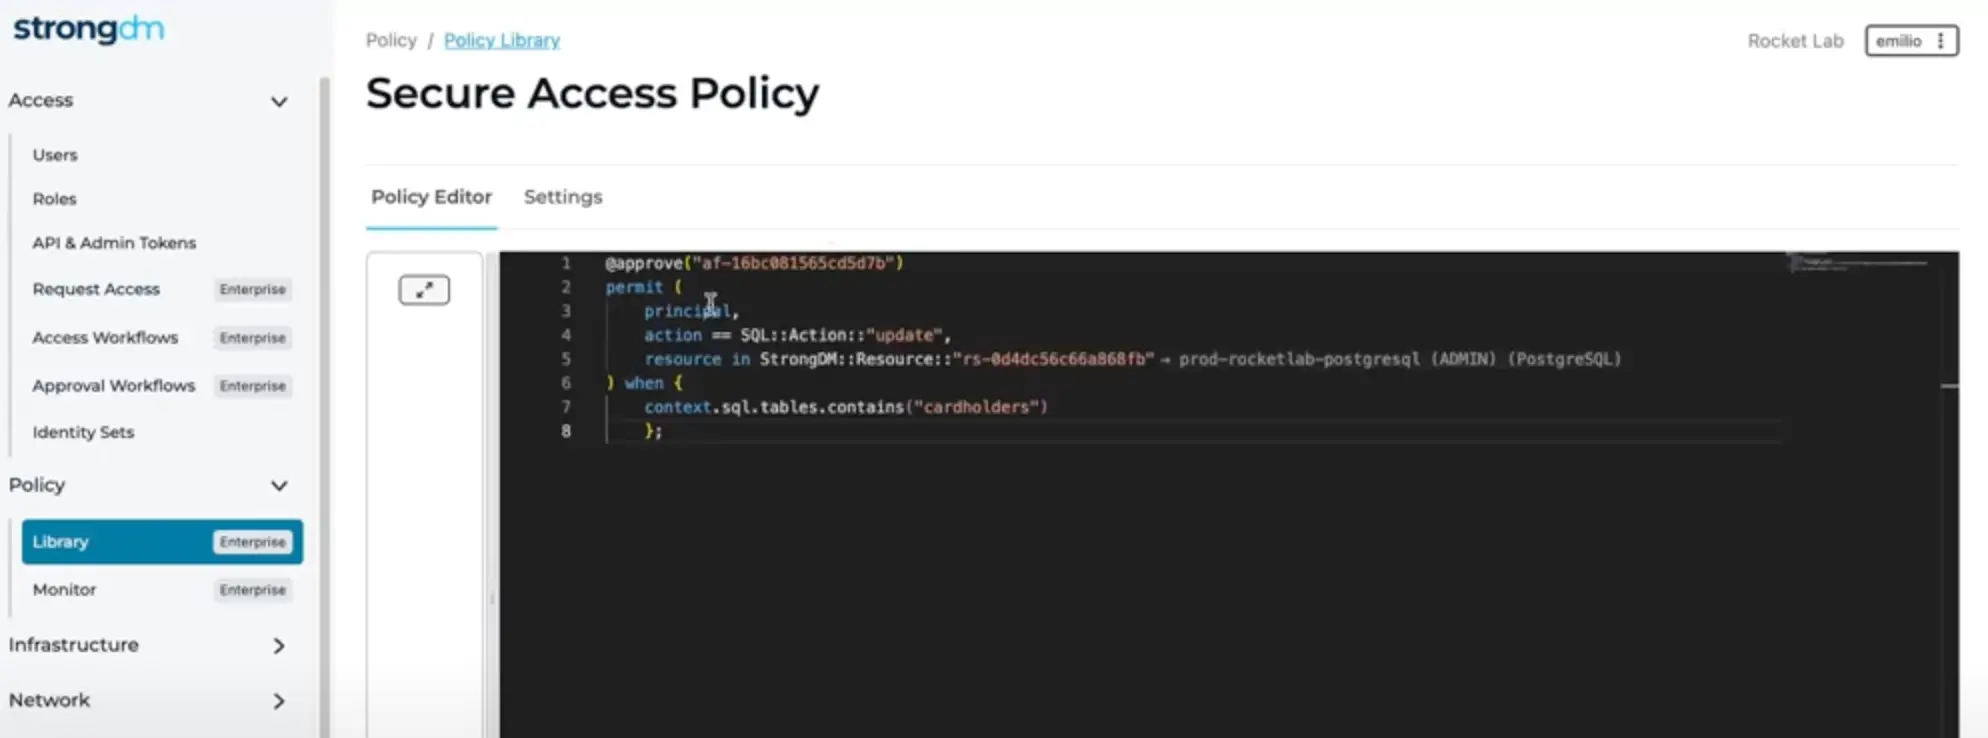 strongdm
Policy / Policy Library
Rocket Lab
emilio
Secure Access Policy
Access
Users
Roles
API & Admin Tokens
Request Access Enterprise
Access Workflows Enterprise
Approval Workflows Enterprise
Identity Sets
Policy
Library Enterprise
Monitor Enterprise
Infrastructure
Network
Policy Editor Settings
1 @approve("af-16bc081565cd5d7b")
2 permit (
3 principal,
4 action == SQL::Action::"update",
5 resource in StrongDM::Resource::"rs-0d4dc56c66a868fb" → prod-rocketlab-postgresql (ADMIN) (PostgreSQL)
6 ) when {
7 context.sql.tables.contains("cardholders")
8 };